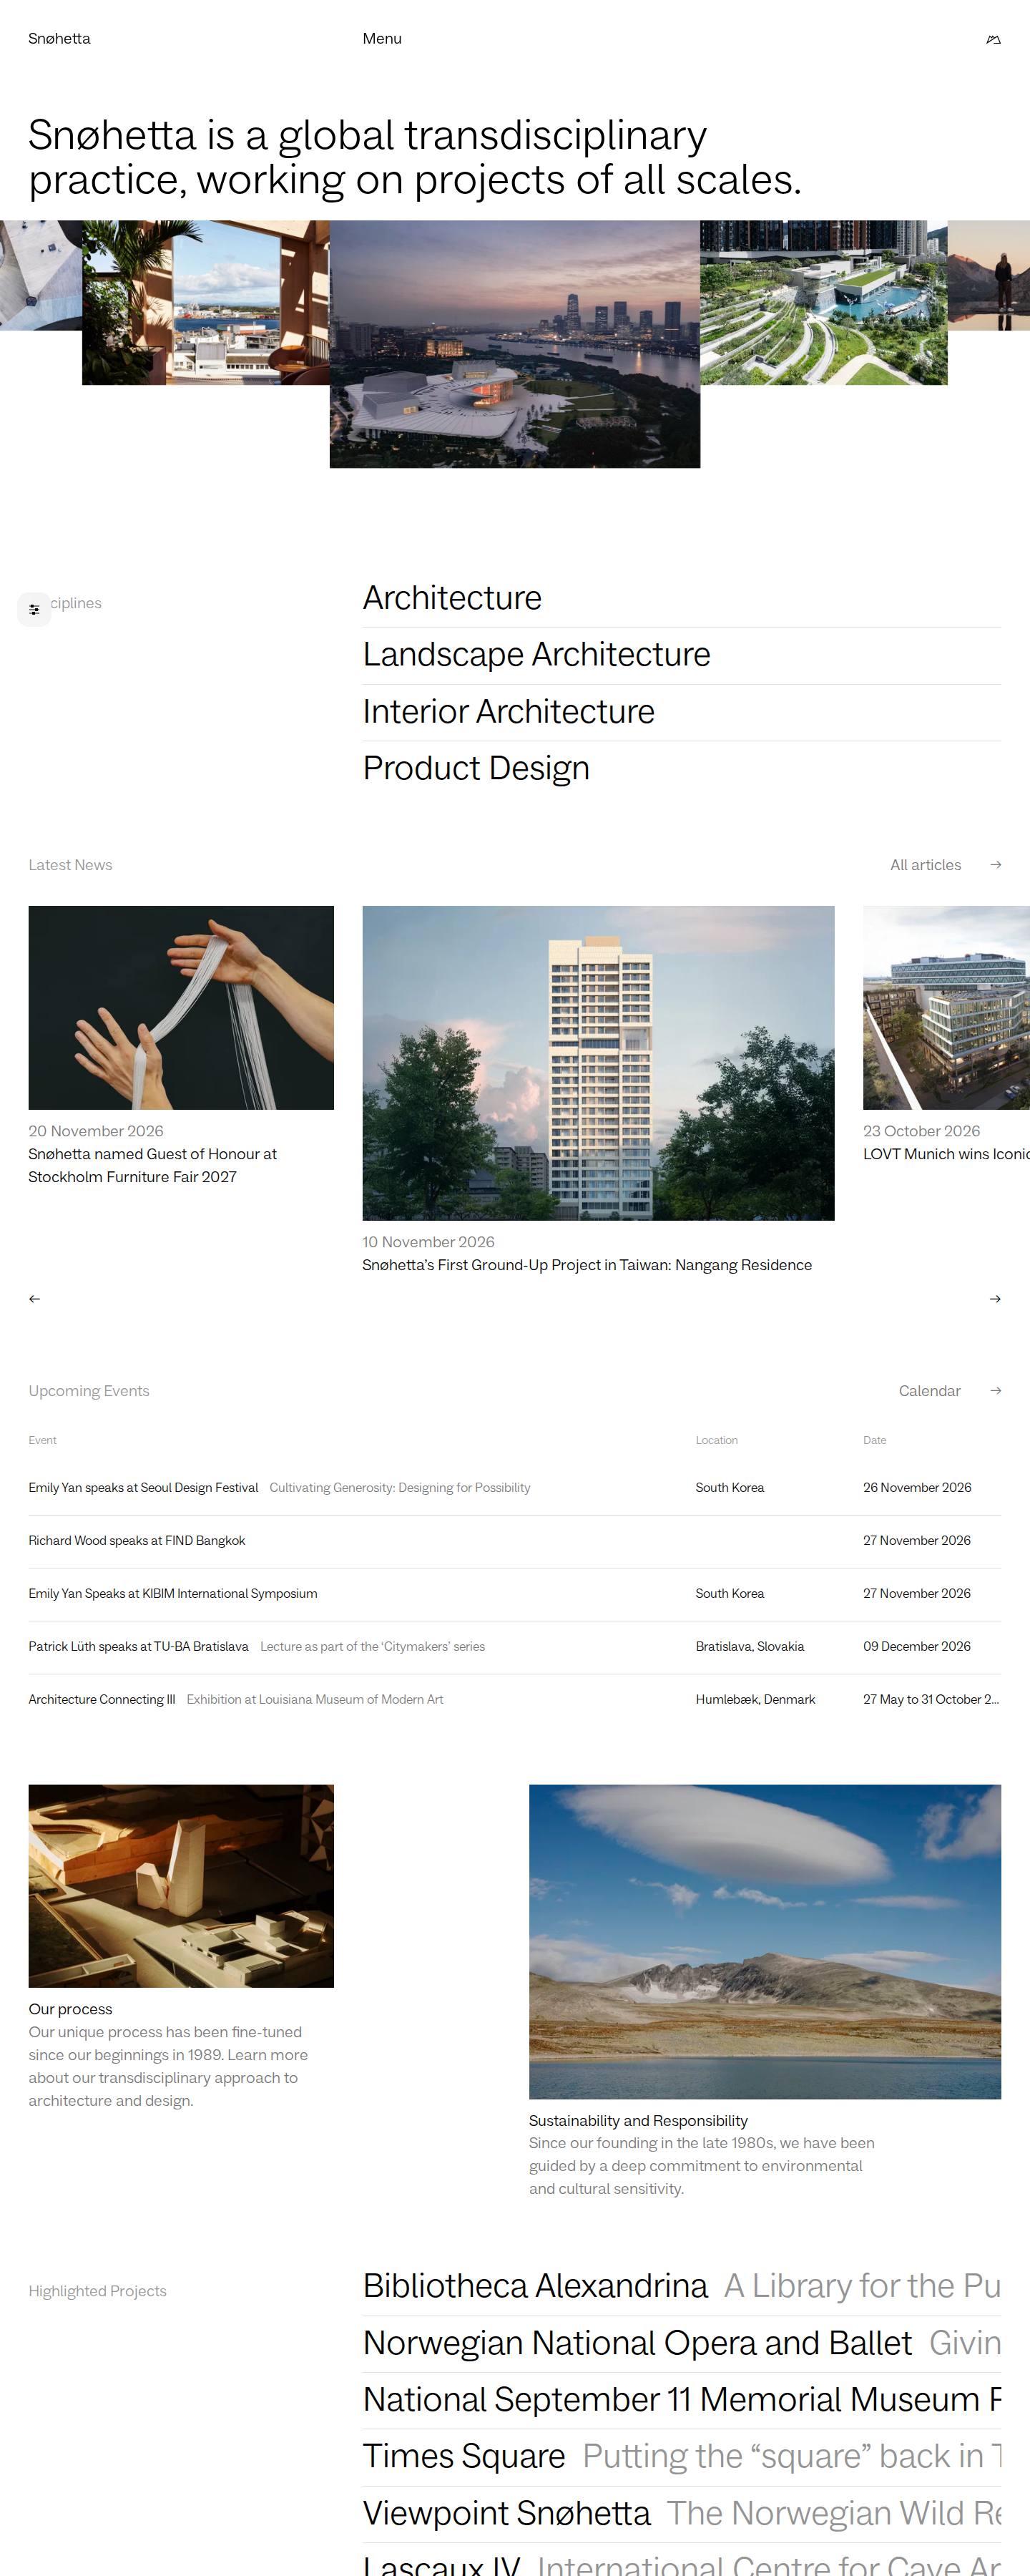 Snøhetta
Menu
Snøhetta is a global transdisciplinary
practice, working on projects of all scales.
Architecture
Landscape Architecture
Interior Architecture
Product Design
Latest News
All articles →
20 November 2026
Snøhetta named Guest of Honour at
Stockholm Furniture Fair 2027
10 November 2026
Snøhetta's First Ground-Up Project in Taiwan: Nangang Residence
23 October 2026
LOVT Munich wins Iconic
← →
Upcoming Events
Calendar →
Event Location Date
Emily Yan speaks at Seoul Design Festival Cultivating Generosity: Designing for Possibility South Korea 26 November 2026
Richard Wood speaks at FIND Bangkok 27 November 2026
Emily Yan Speaks at KIBIM International Symposium South Korea 27 November 2026
Patrick Lüth speaks at TU-BA Bratislava Lecture as part of the ‘Citymakers’ series Bratislava, Slovakia 09 December 2026
Architecture Connecting III Exhibition at Louisiana Museum of Modern Art Humlebæk, Denmark 27 May to 31 October 2...
Our process
Our unique process has been fine-tuned
since our beginnings in 1989. Learn more
about our transdisciplinary approach to
architecture and design.
Sustainability and Responsibility
Since our founding in the late 1980s, we have been
guided by a deep commitment to environmental
and cultural sensitivity.
Highlighted Projects
Bibliotheca Alexandrina A Library for the Pu
Norwegian National Opera and Ballet Givin
National September 11 Memorial Museum P
Times Square Putting the “square” back in T
Viewpoint Snøhetta The Norwegian Wild Re
Lascaux IV International Centre for Cave Ar